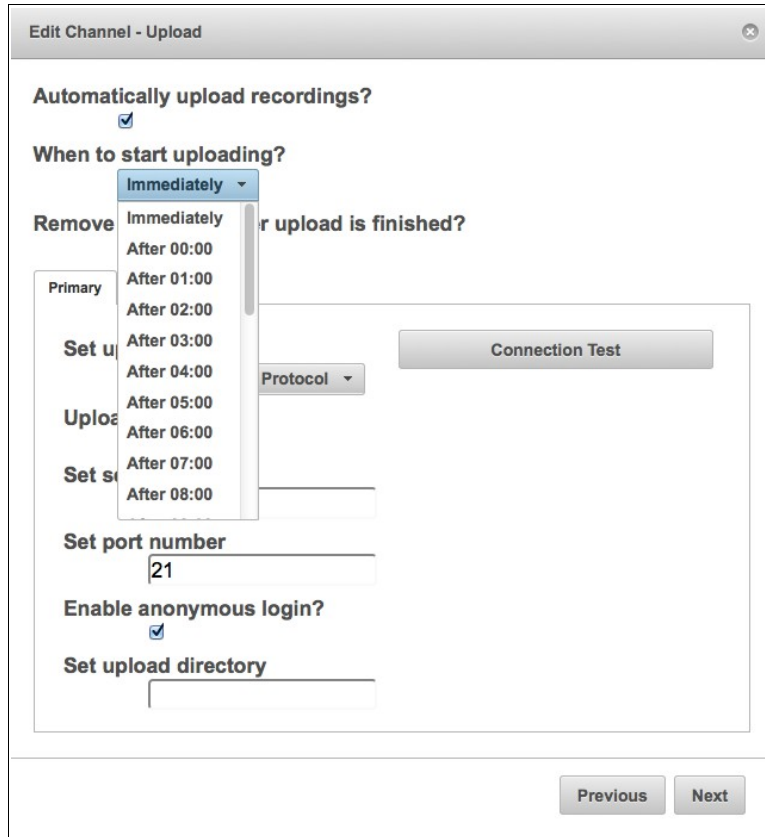 Edit Channel - Upload
Automatically upload recordings?
When to start uploading?
Immediately
Immediately
Remove upload is finished?
After 00:00
After 01:00
Primary
After 02:00
After 03:00
Set
Connection Test
After 04:00
Protocol
After 05:00
After 06:00
After 07:00
Set
After 08:00
Set port number
21
Enable anonymous login?
Set upload directory
Previous
Next